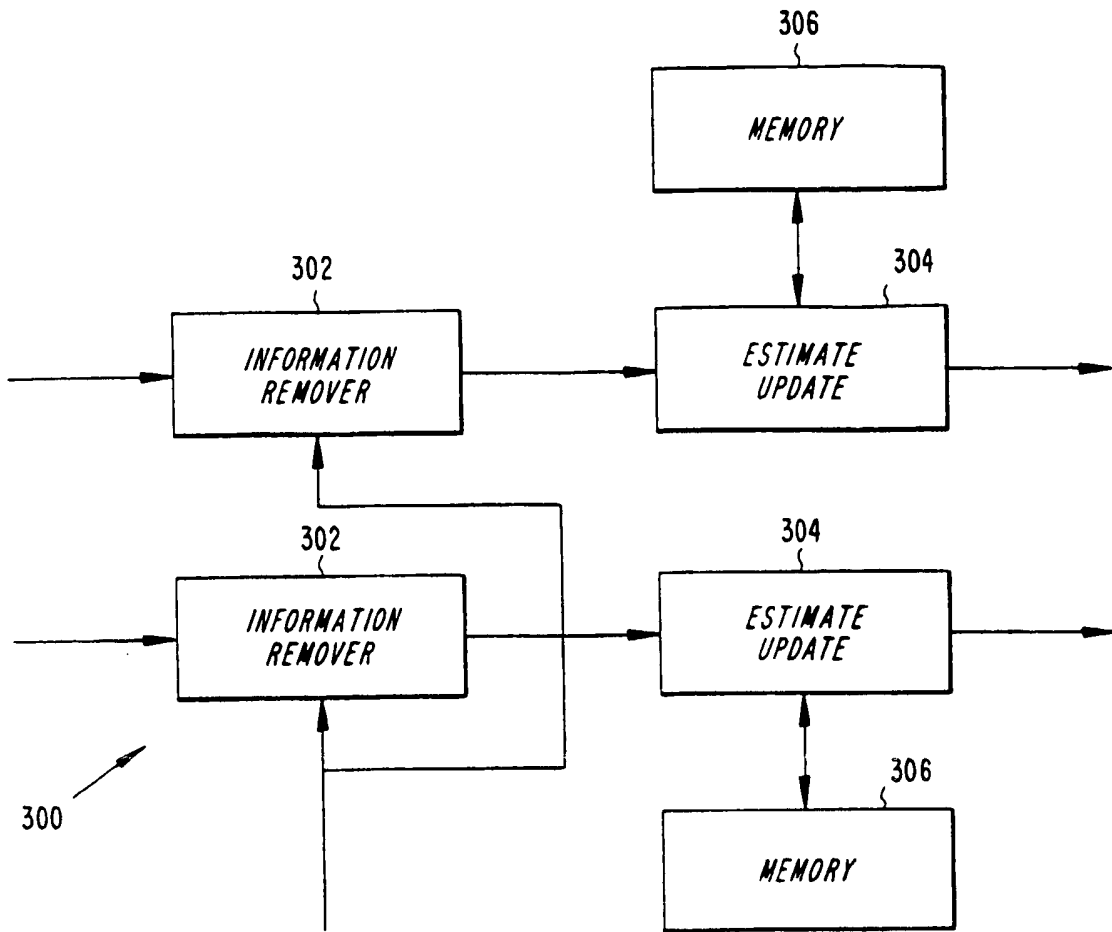 306
MEMORY
302
304
INFORMATION
REMOVER
ESTIMATE
UPDATE
302
304
INFORMATION
REMOVER
ESTIMATE
UPDATE
300
306
MEMORY